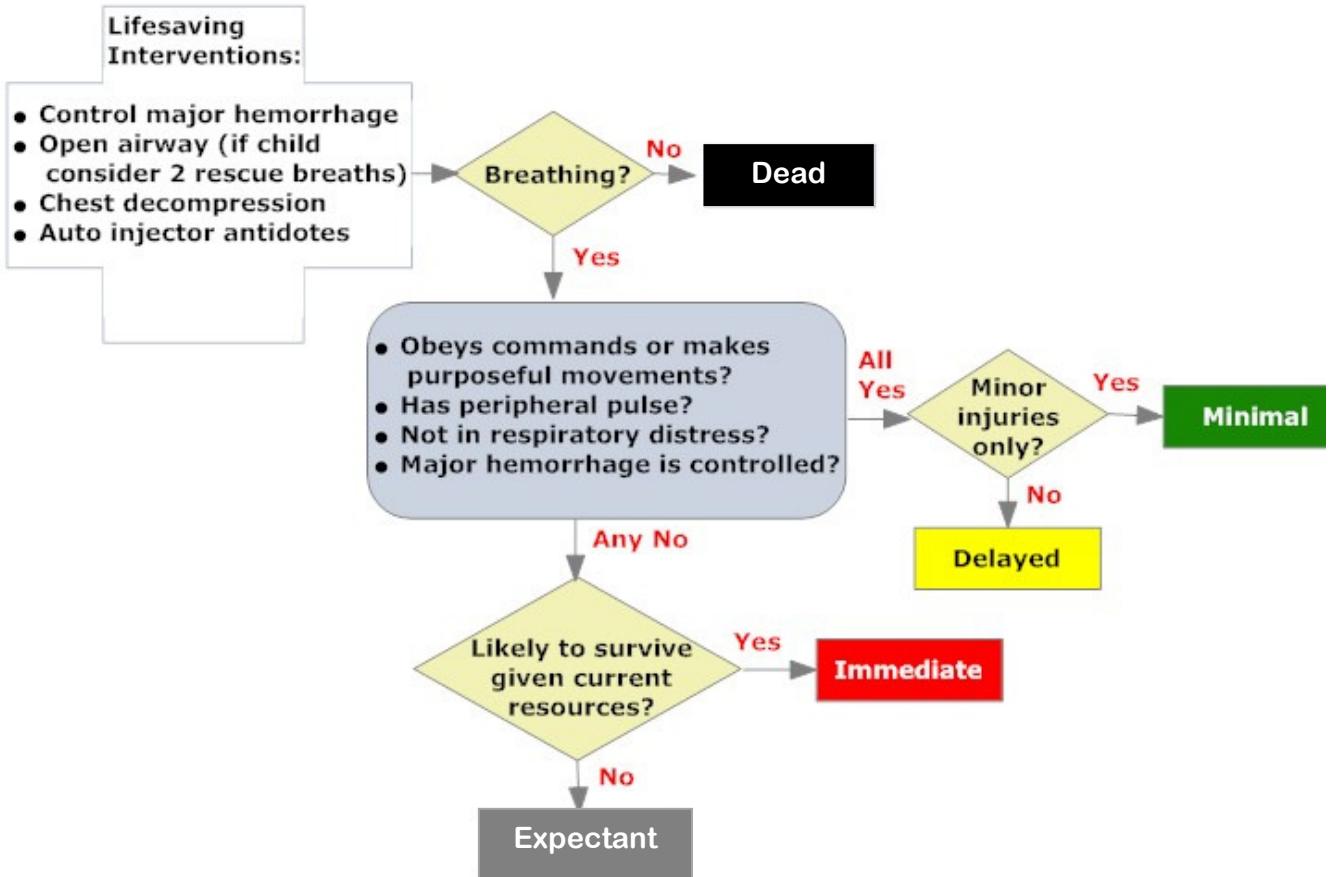 Lifesaving
Interventions:
• Control major hemorrhage
• Open airway (if child
consider 2 rescue breaths)
• Chest decompression
• Auto injector antidotes
Breathing?
No
Dead
Yes
• Obeys commands or makes
purposeful movements?
• Has peripheral pulse?
• Not in respiratory distress?
• Major hemorrhage is controlled?
All
Yes
Minor
injuries
only?
Yes
Minimal
No
Delayed
Any No
Likely to survive
given current
resources?
Yes
Immediate
No
Expectant